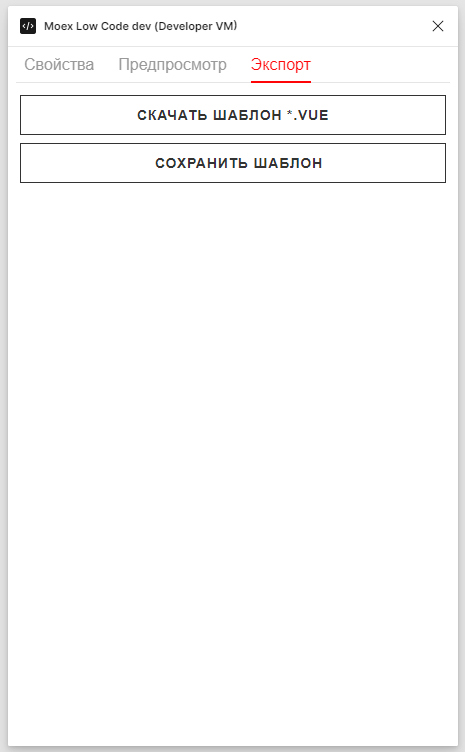 Moex Low Code dev (Developer VM)
Свойства Предпросмотр Экспорт
СКАЧАТЬ ШАБЛОН *.VUE
СОХРАНИТЬ ШАБЛОН